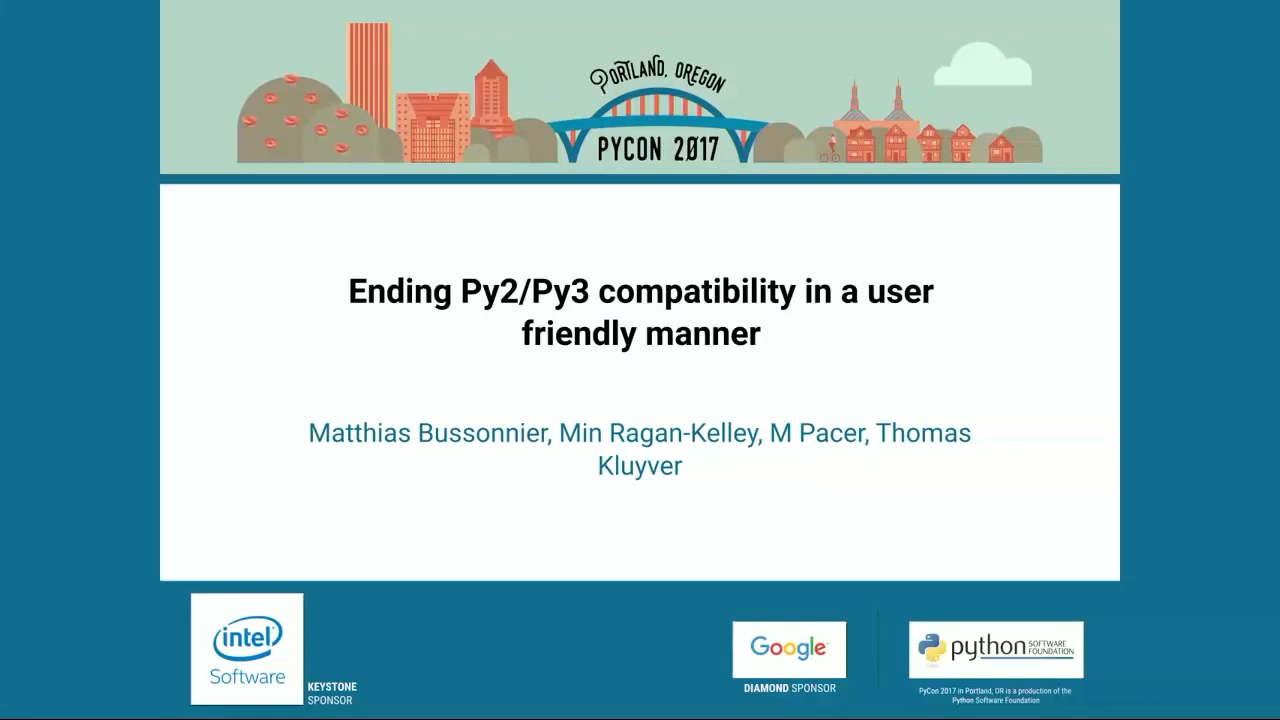 PORTLAND, OREGON
PYCON 2017
Ending Py2/Py3 compatibility in a user
friendly manner
Matthias Bussonnier, Min Ragan-Kelley, M Pacer, Thomas
Kluyver
intel
Software
KEYSTONE
SPONSOR
Google
DIAMOND SPONSOR
python SOFTWARE
FOUNDATION
PyCon 2017 in Portland, OR is a production of the
Python Software Foundation